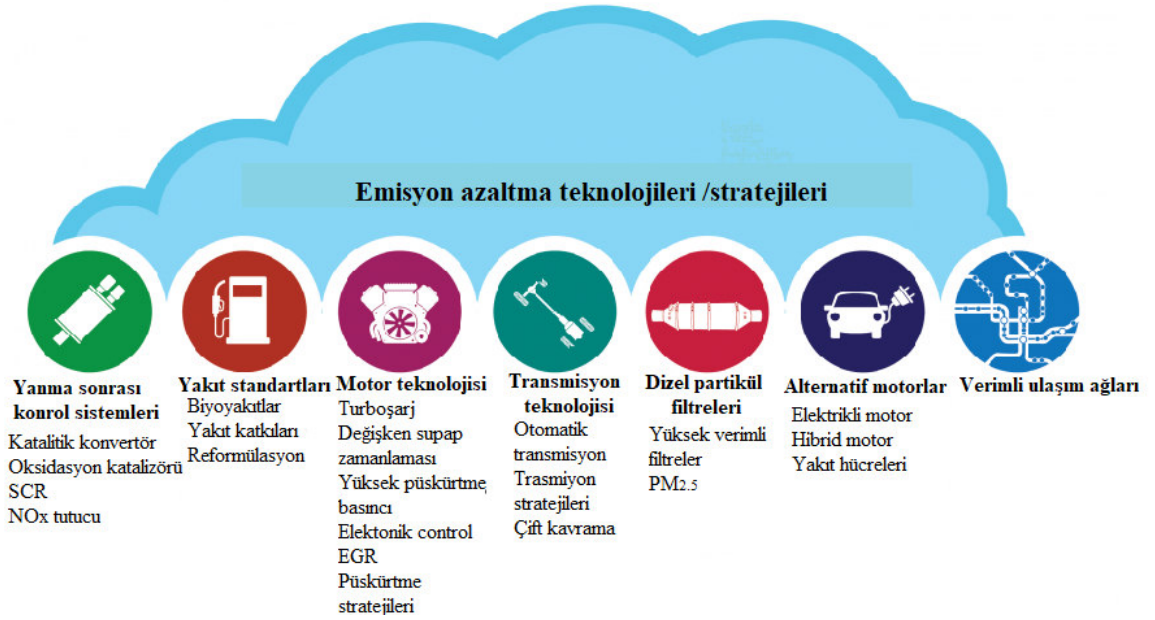 Emisyon azaltma teknolojileri /stratejileri
Yanma sonrası
konrol sistemleri
Katalitik konvertör
Oksidasyon katalizörü
SCR
NOx tutucu
Yakıt standartları
Biyoyakıtlar
Yakıt katkıları
Reformülasyon
Motor teknolojisi
Turboşarj
Değişken supap
zamanlaması
Yüksek püskürtme
basıncı
Elektonik control
EGR
Püskürtme
stratejileri
Transmisyon
teknolojisi
Otomatik
transmisyon
Trasmiyon
stratejileri
Çift kavrama
Dizel partikül
filtreleri
Yüksek verimli
filtreler
PM2.5
Alternatif motorlar
Elektrikli motor
Hibrid motor
Yakıt hücreleri
Verimli ulaşım ağları